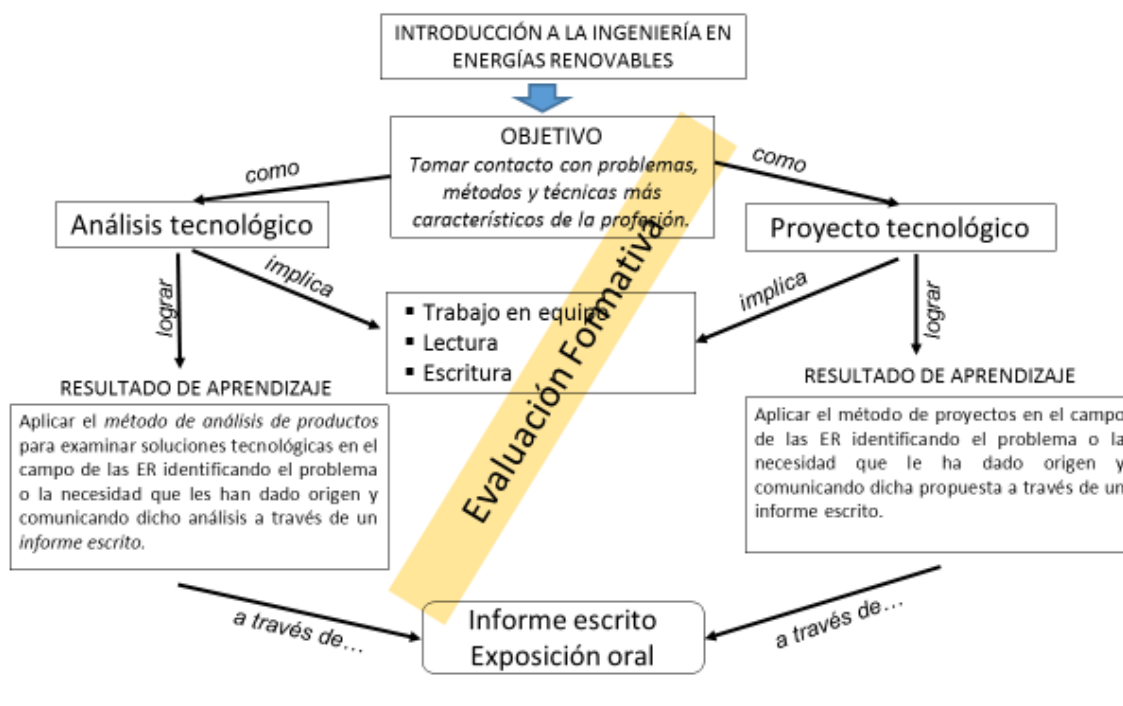 INTRODUCCIÓN A LA INGENIERÍA EN
ENERGÍAS RENOVABLES
OBJETIVO
Tomar contacto con problemas,
métodos y técnicas más
característicos de la profesión.
como
como
Análisis tecnológico
Proyecto tecnológico
implica
implica
lograr
lograr
▪ Trabajo en equipo
▪ Lectura
▪ Escritura
Evaluación Formativa
RESULTADO DE APRENDIZAJE
Aplicar el método de análisis de productos
para examinar soluciones tecnológicas en el
campo de las ER identificando el problema
o la necesidad que les han dado origen y
comunicando dicho análisis a través de un
informe escrito.
RESULTADO DE APRENDIZAJE
Aplicar el método de proyectos en el campo
de las ER identificando el problema o la
necesidad que le ha dado origen y
comunicando dicha propuesta a través de un
informe escrito.
a través de...
a través de...
Informe escrito
Exposición oral